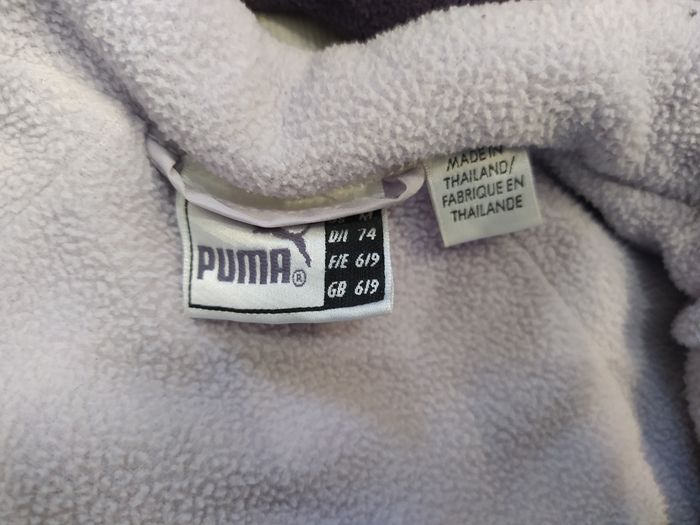 PUMA®
D/I 74
F/E 6/9
GB 6/9
MADE IN
THAILAND/
FABRIQUE EN
THAILANDE